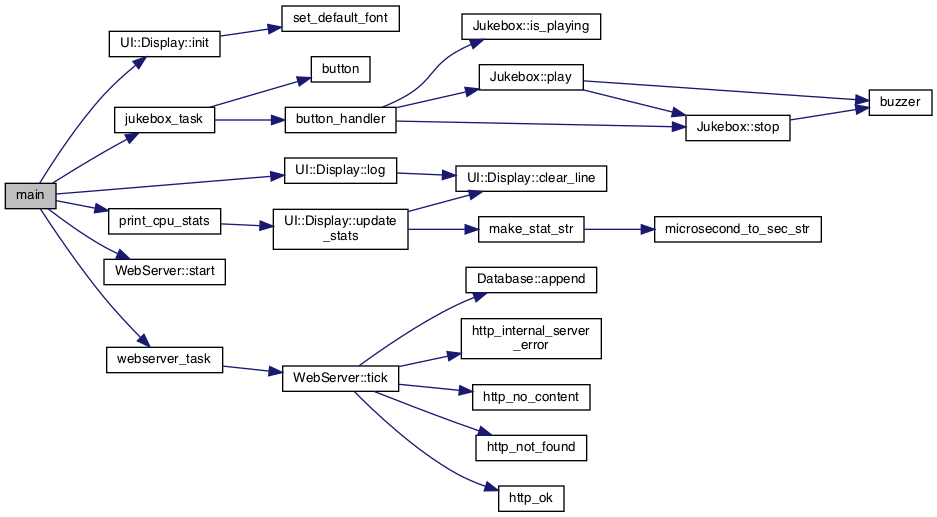 main
UI::Display::init
set_default_font
jukebox_task
button
button_handler
Jukebox::is_playing
Jukebox::play
Jukebox::stop
buzzer
UI::Display::log
UI::Display::clear_line
print_cpu_stats
UI::Display::update
_stats
make_stat_str
microsecond_to_sec_str
WebServer::start
webserver_task
WebServer::tick
Database::append
http_internal_server
_error
http_no_content
http_not_found
http_ok